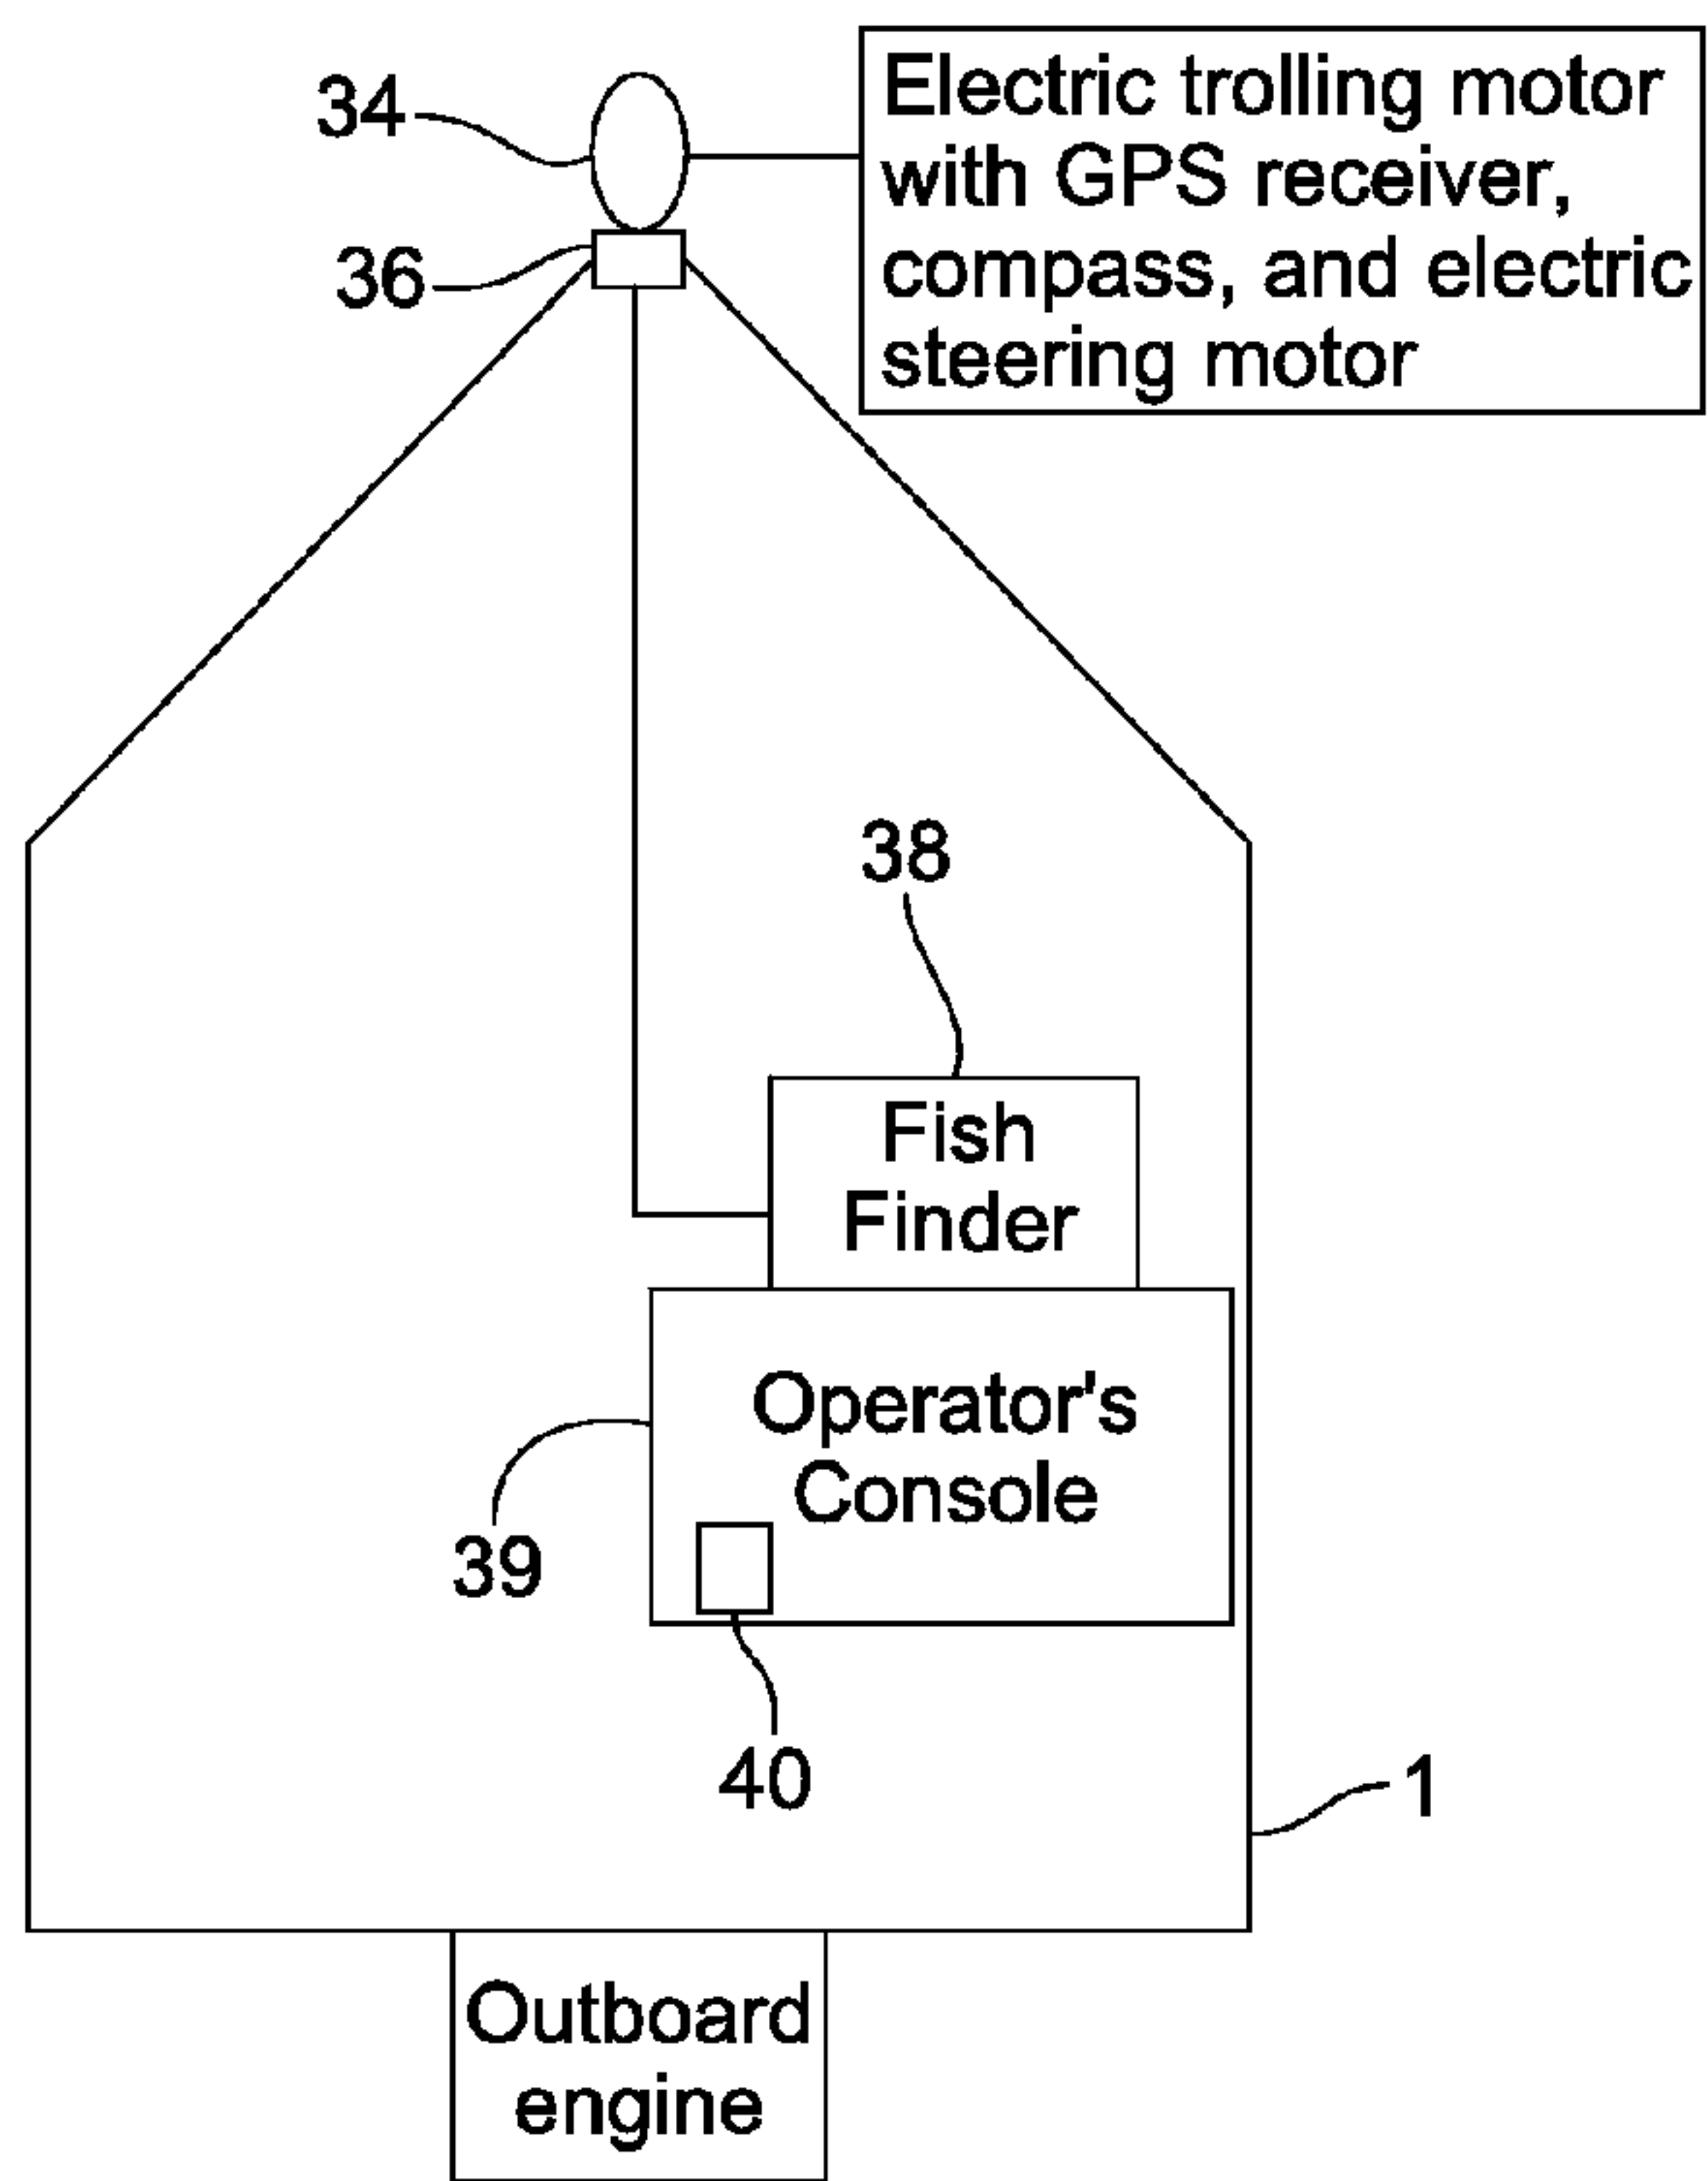 34
Electric trolling motor
with GPS receiver,
compass, and electric
steering motor
36
38
Fish
Finder
Operator's
Console
39
40
1
Outboard
engine